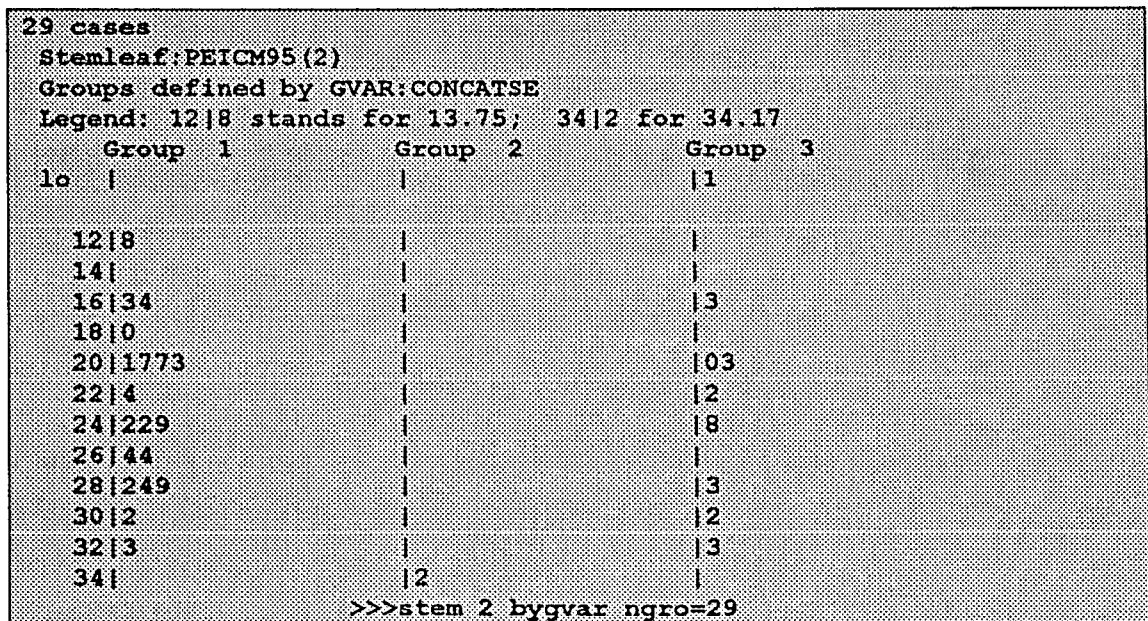 29 cases
Stemleaf:PEICM95(2)
Groups defined by GVAR:CONCATSE
Legend: 12|8 stands for 13.75; 34|2 for 34.17
Group 1 Group 2 Group 3
lo | | |1
12|8 | |
14| | |
16|34 | |3
18|0 | |
20|1773 | |03
22|4 | |2
24|229 | |8
26|44 | |
28|249 | |3
30|2 | |2
32|3 | |3
34| |2 |
>>>stem 2 bygvar ngro=29